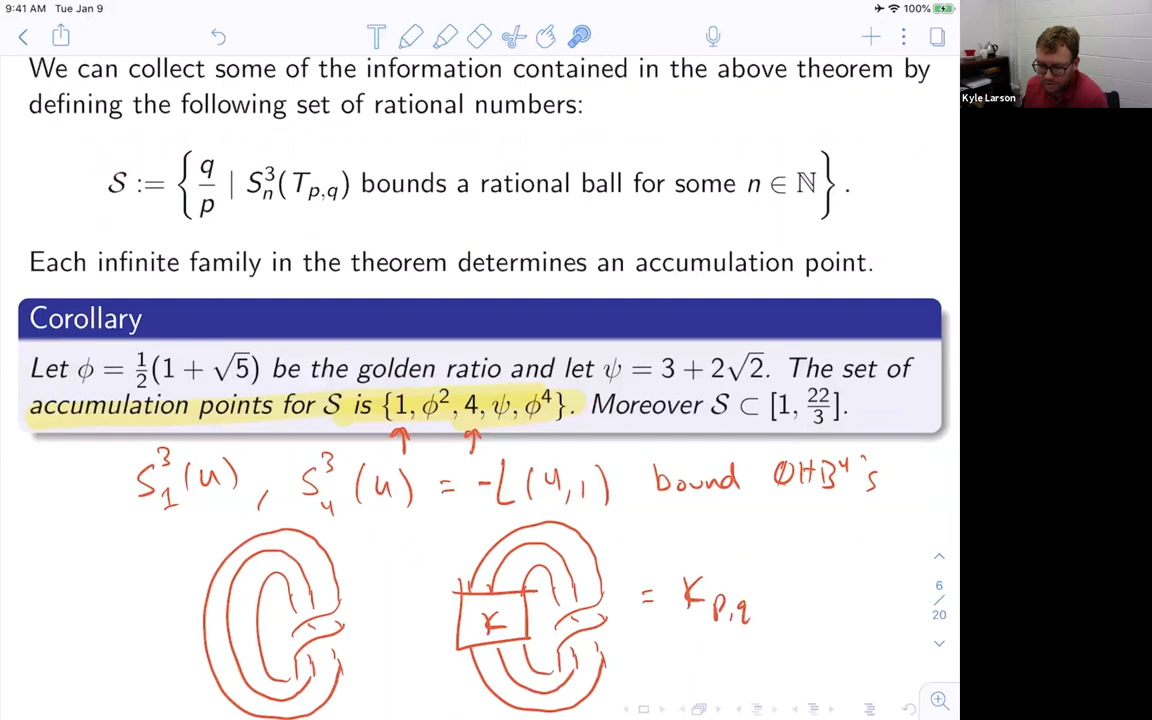 9:41 AM Tue Jan 9
100%
We can collect some of the information contained in the above theorem by
defining the following set of rational numbers:
S := { q/p | S³ₙ(T_{p,q}) bounds a rational ball for some n ∈ ℕ } .
Each infinite family in the theorem determines an accumulation point.
Corollary
Let ϕ = ½(1 + √5) be the golden ratio and let ψ = 3 + 2√2. The set of
accumulation points for S is {1, ϕ², 4, ψ, ϕ⁴}. Moreover S ⊂ [1, 22/3].
S³₁(U) , S³₄(U) = -L(4,1) bound QHB⁴'s
K = K_{p,q}
6
/
20
Kyle Larson